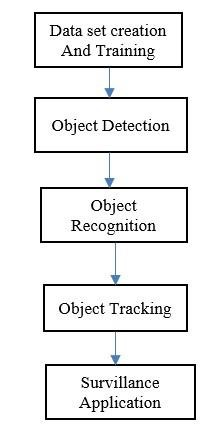 Data set creation
And Training
Object Detection
Object
Recognition
Object Tracking
Survillance
Application